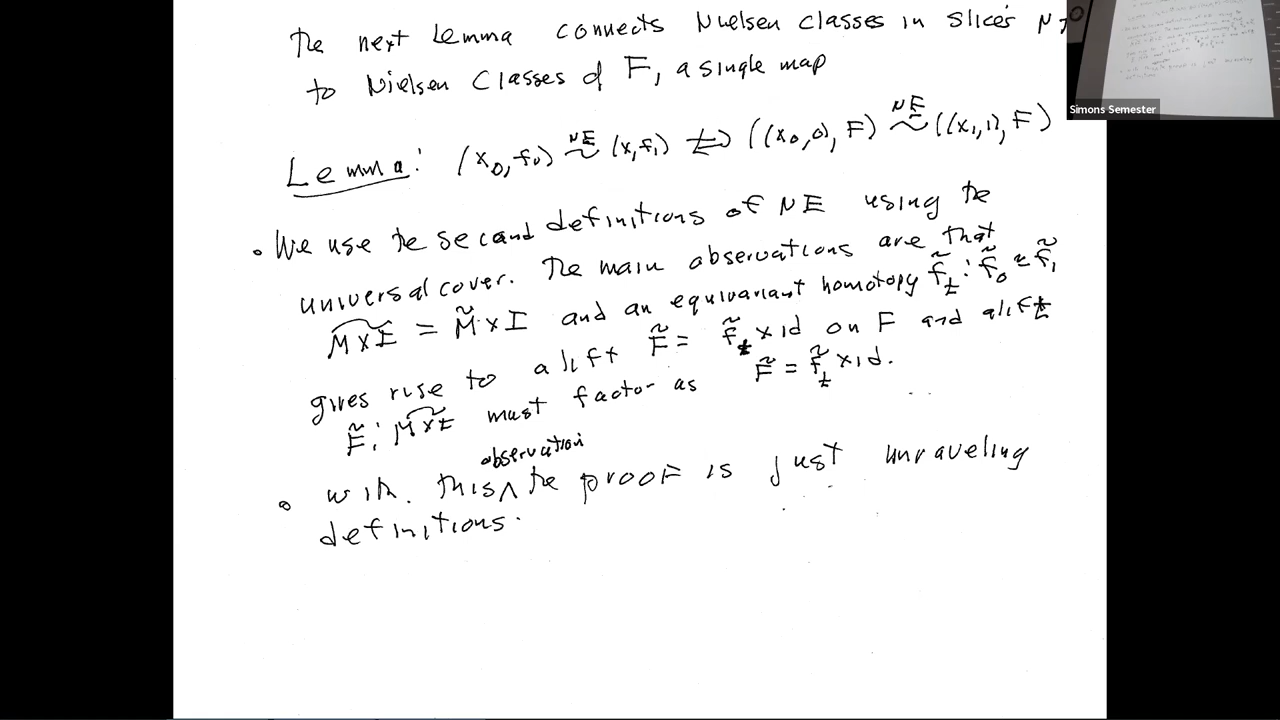 The next Lemma connects Nielsen classes in slices
to Nielsen Classes of F, a single map
Lemma: (x₀, f₀) ~ᴺᴱ (x, f₁) ⇄ ((x₀, 0), F) ~ᴺᴱ ((x₁, 1), F)
• We use the second definitions of NE using the
universal cover. The main observations are that
M̃×I = M̃ × I and an equivariant homotopy f̃ₜ : f̃₀ ≃ f̃₁
gives rise to a lift F̃ = f̃ₜ × id on F and a lift
F̃ : M̃×I must factor as F̃ = f̃ₜ × id.
• with this ∧ observation the proof is just unraveling
definitions.
Simons Semester